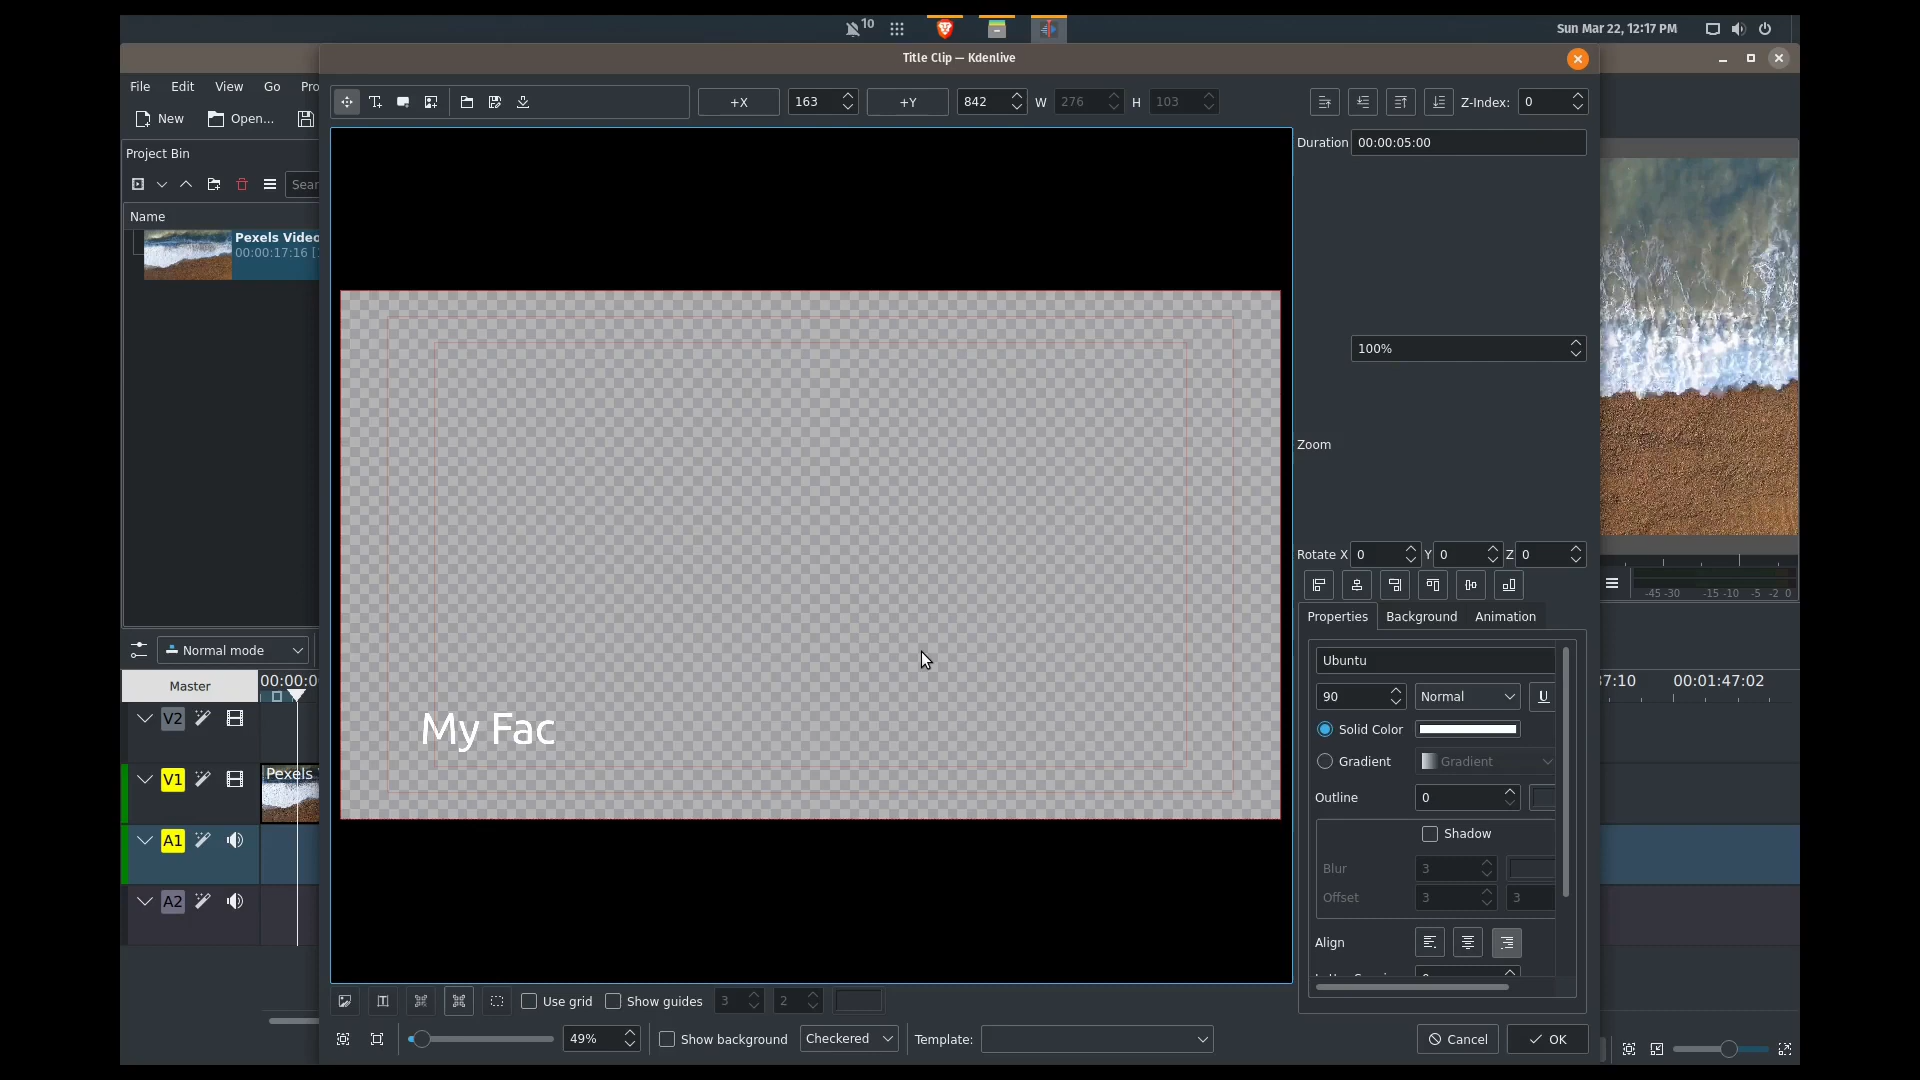 10
Sun Mar 22, 12:17 PM
Title Clip — Kdenlive
File Edit View Go
+X 163 +Y 842 W 276 H 103 Z-Index: 0
New Open...
Duration 00:00:05:00
Project Bin
Name
Pexels Video
00:00:17:16
100%
Zoom
Rotate X 0 Y 0 Z 0
-45 -30 -15 -10 -5 -2 0
Properties Background Animation
Normal mode
Ubuntu
Master
00:01:47:02
90 Normal U
V2
My Fac
Solid Color
Gradient Gradient
V1
Pexels
Outline 0
Shadow
A1
Blur 3
Offset 3 3
A2
Align
Use grid Show guides 3 2
49% Show background Checkered Template: Cancel OK